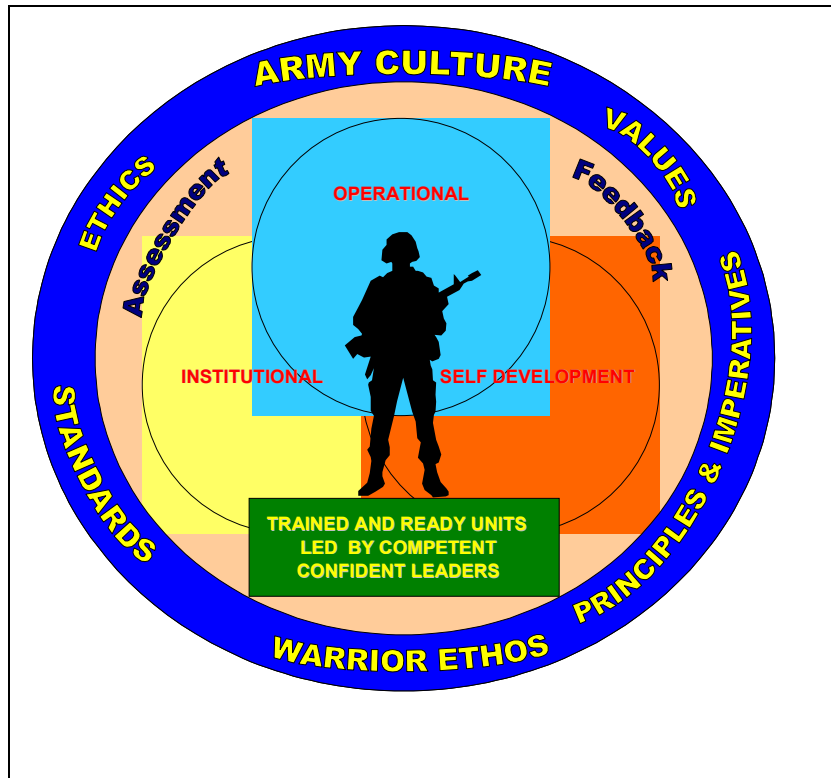 ARMY CULTURE
VALUES
ETHICS
Assessment
Feedback
OPERATIONAL
INSTITUTIONAL
SELF DEVELOPMENT
STANDARDS
PRINCIPLES & IMPERATIVES
TRAINED AND READY UNITS
LED BY COMPETENT
CONFIDENT LEADERS
WARRIOR ETHOS